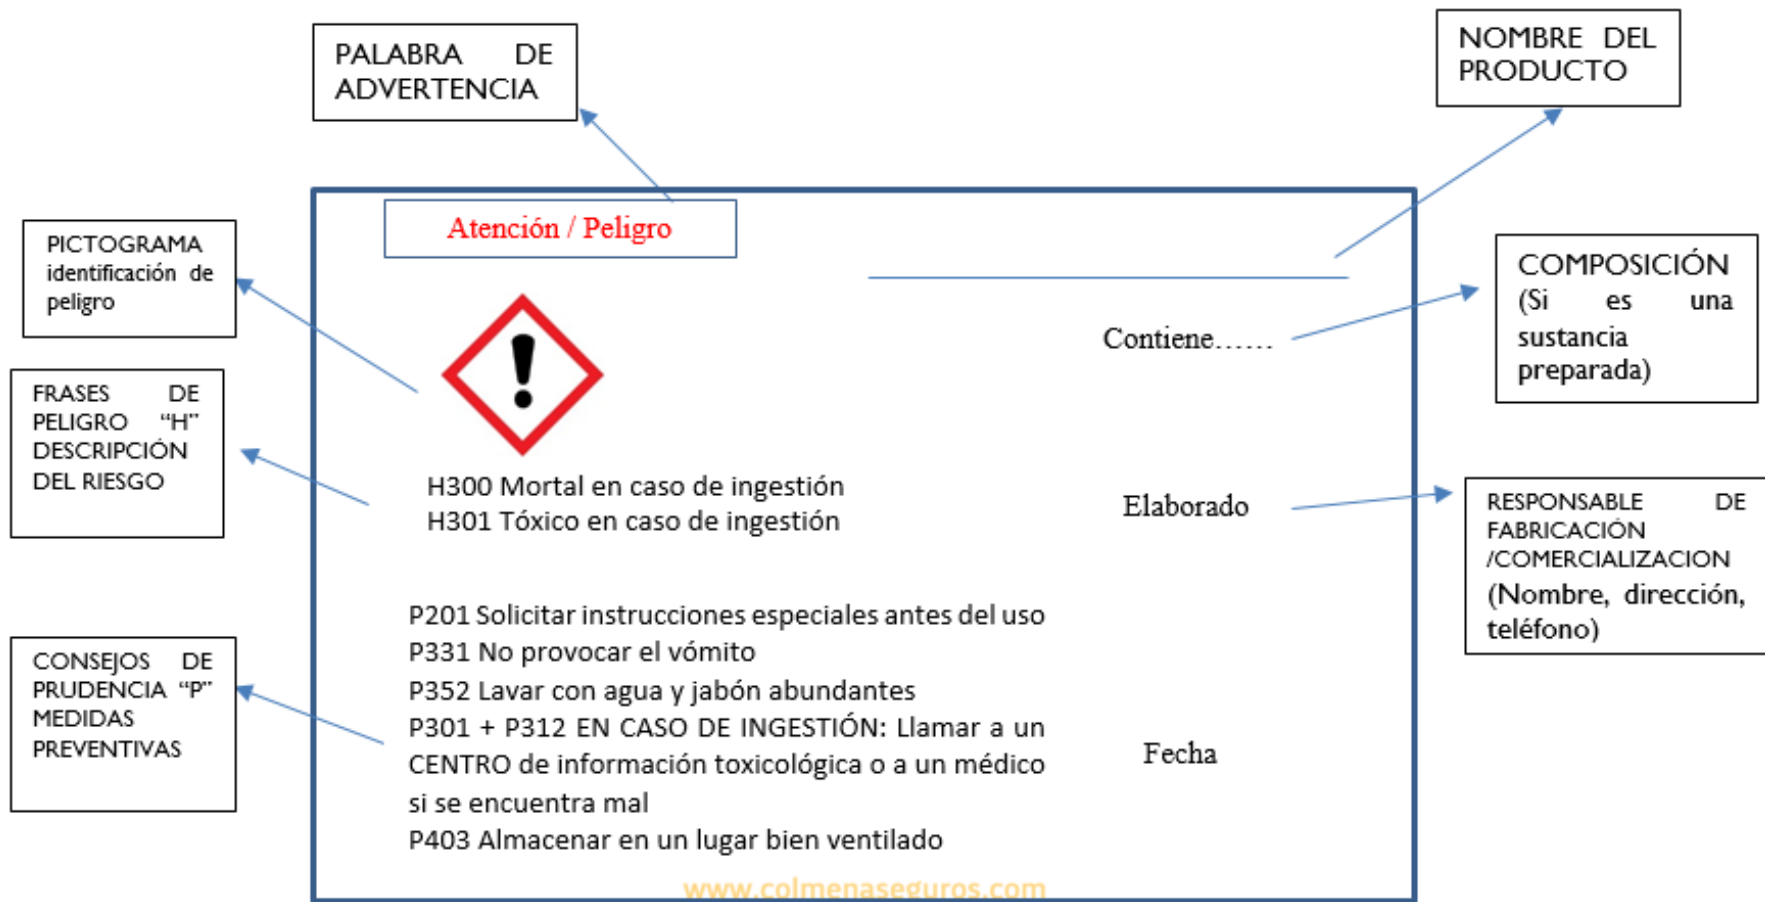 PALABRA DE
ADVERTENCIA
NOMBRE DEL
PRODUCTO
PICTOGRAMA
identificación de
peligro
FRASES DE
PELIGRO “H”
DESCRIPCIÓN
DEL RIESGO
CONSEJOS DE
PRUDENCIA “P”
MEDIDAS
PREVENTIVAS
Atención / Peligro
H300 Mortal en caso de ingestión
H301 Tóxico en caso de ingestión
P201 Solicitar instrucciones especiales antes del uso
P331 No provocar el vómito
P352 Lavar con agua y jabón abundantes
P301 + P312 EN CASO DE INGESTIÓN: Llamar a un
CENTRO de información toxicológica o a un médico
si se encuentra mal
P403 Almacenar en un lugar bien ventilado
Contiene......
Elaborado
Fecha
COMPOSICIÓN
(Si es una
sustancia
preparada)
RESPONSABLE DE
FABRICACIÓN
/COMERCIALIZACION
(Nombre, dirección,
teléfono)
www.colmenaseguros.com